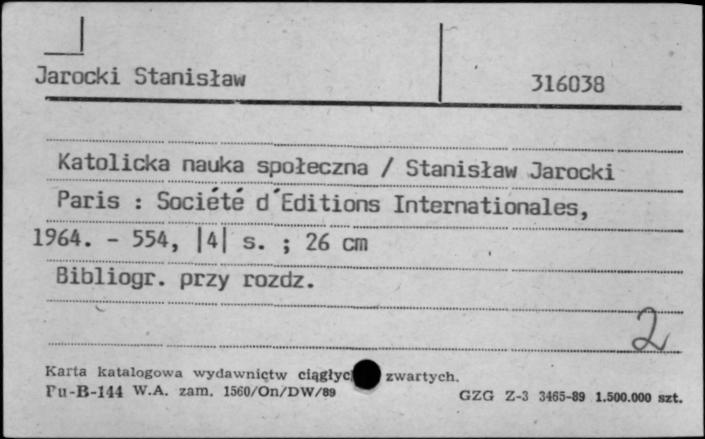 Jarocki Stanisław 316038
Katolicka nauka społeczna / Stanisław Jarocki
Paris : Société d´Editions Internationales,
1964. - 554, |4| s. ; 26 cm
Bibliogr. przy rozdz.
2
Karta katalogowa wydawnictw ciągłyc zwartych.
Pu-B-144 W.A. zam. 1560/On/DW/89 GZG Z-3 3465-89 1.500.000 szt.